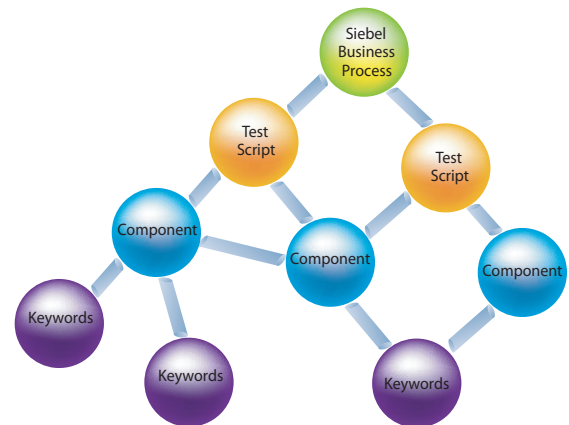 Siebel
Business
Process
Test
Script
Test
Script
Component
Component
Component
Keywords
Keywords
Keywords